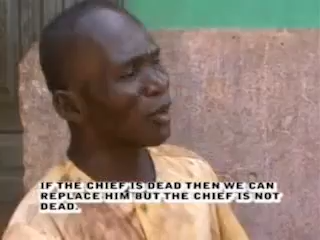 IF THE CHIEF IS DEAD THEN WE CAN
REPLACE HIM BUT THE CHIEF IS NOT
DEAD.